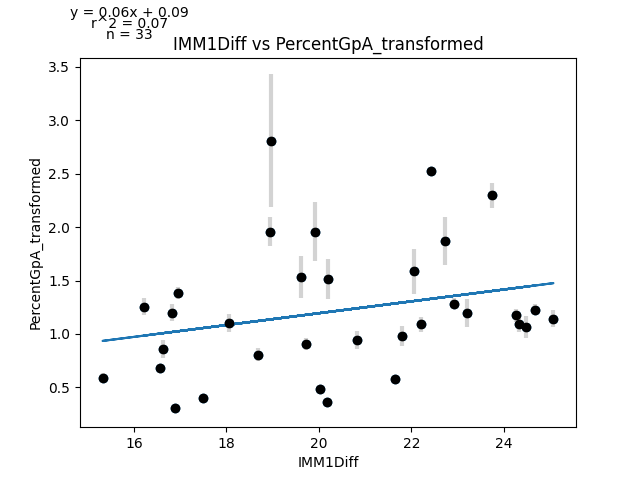 y = 0.06x + 0.09
r^2 = 0.07
n = 33
IMM1Diff vs PercentGpA_transformed
PercentGpA_transformed
3.5
3.0
2.5
2.0
1.5
1.0
0.5
16
18
20
22
24
IMM1Diff